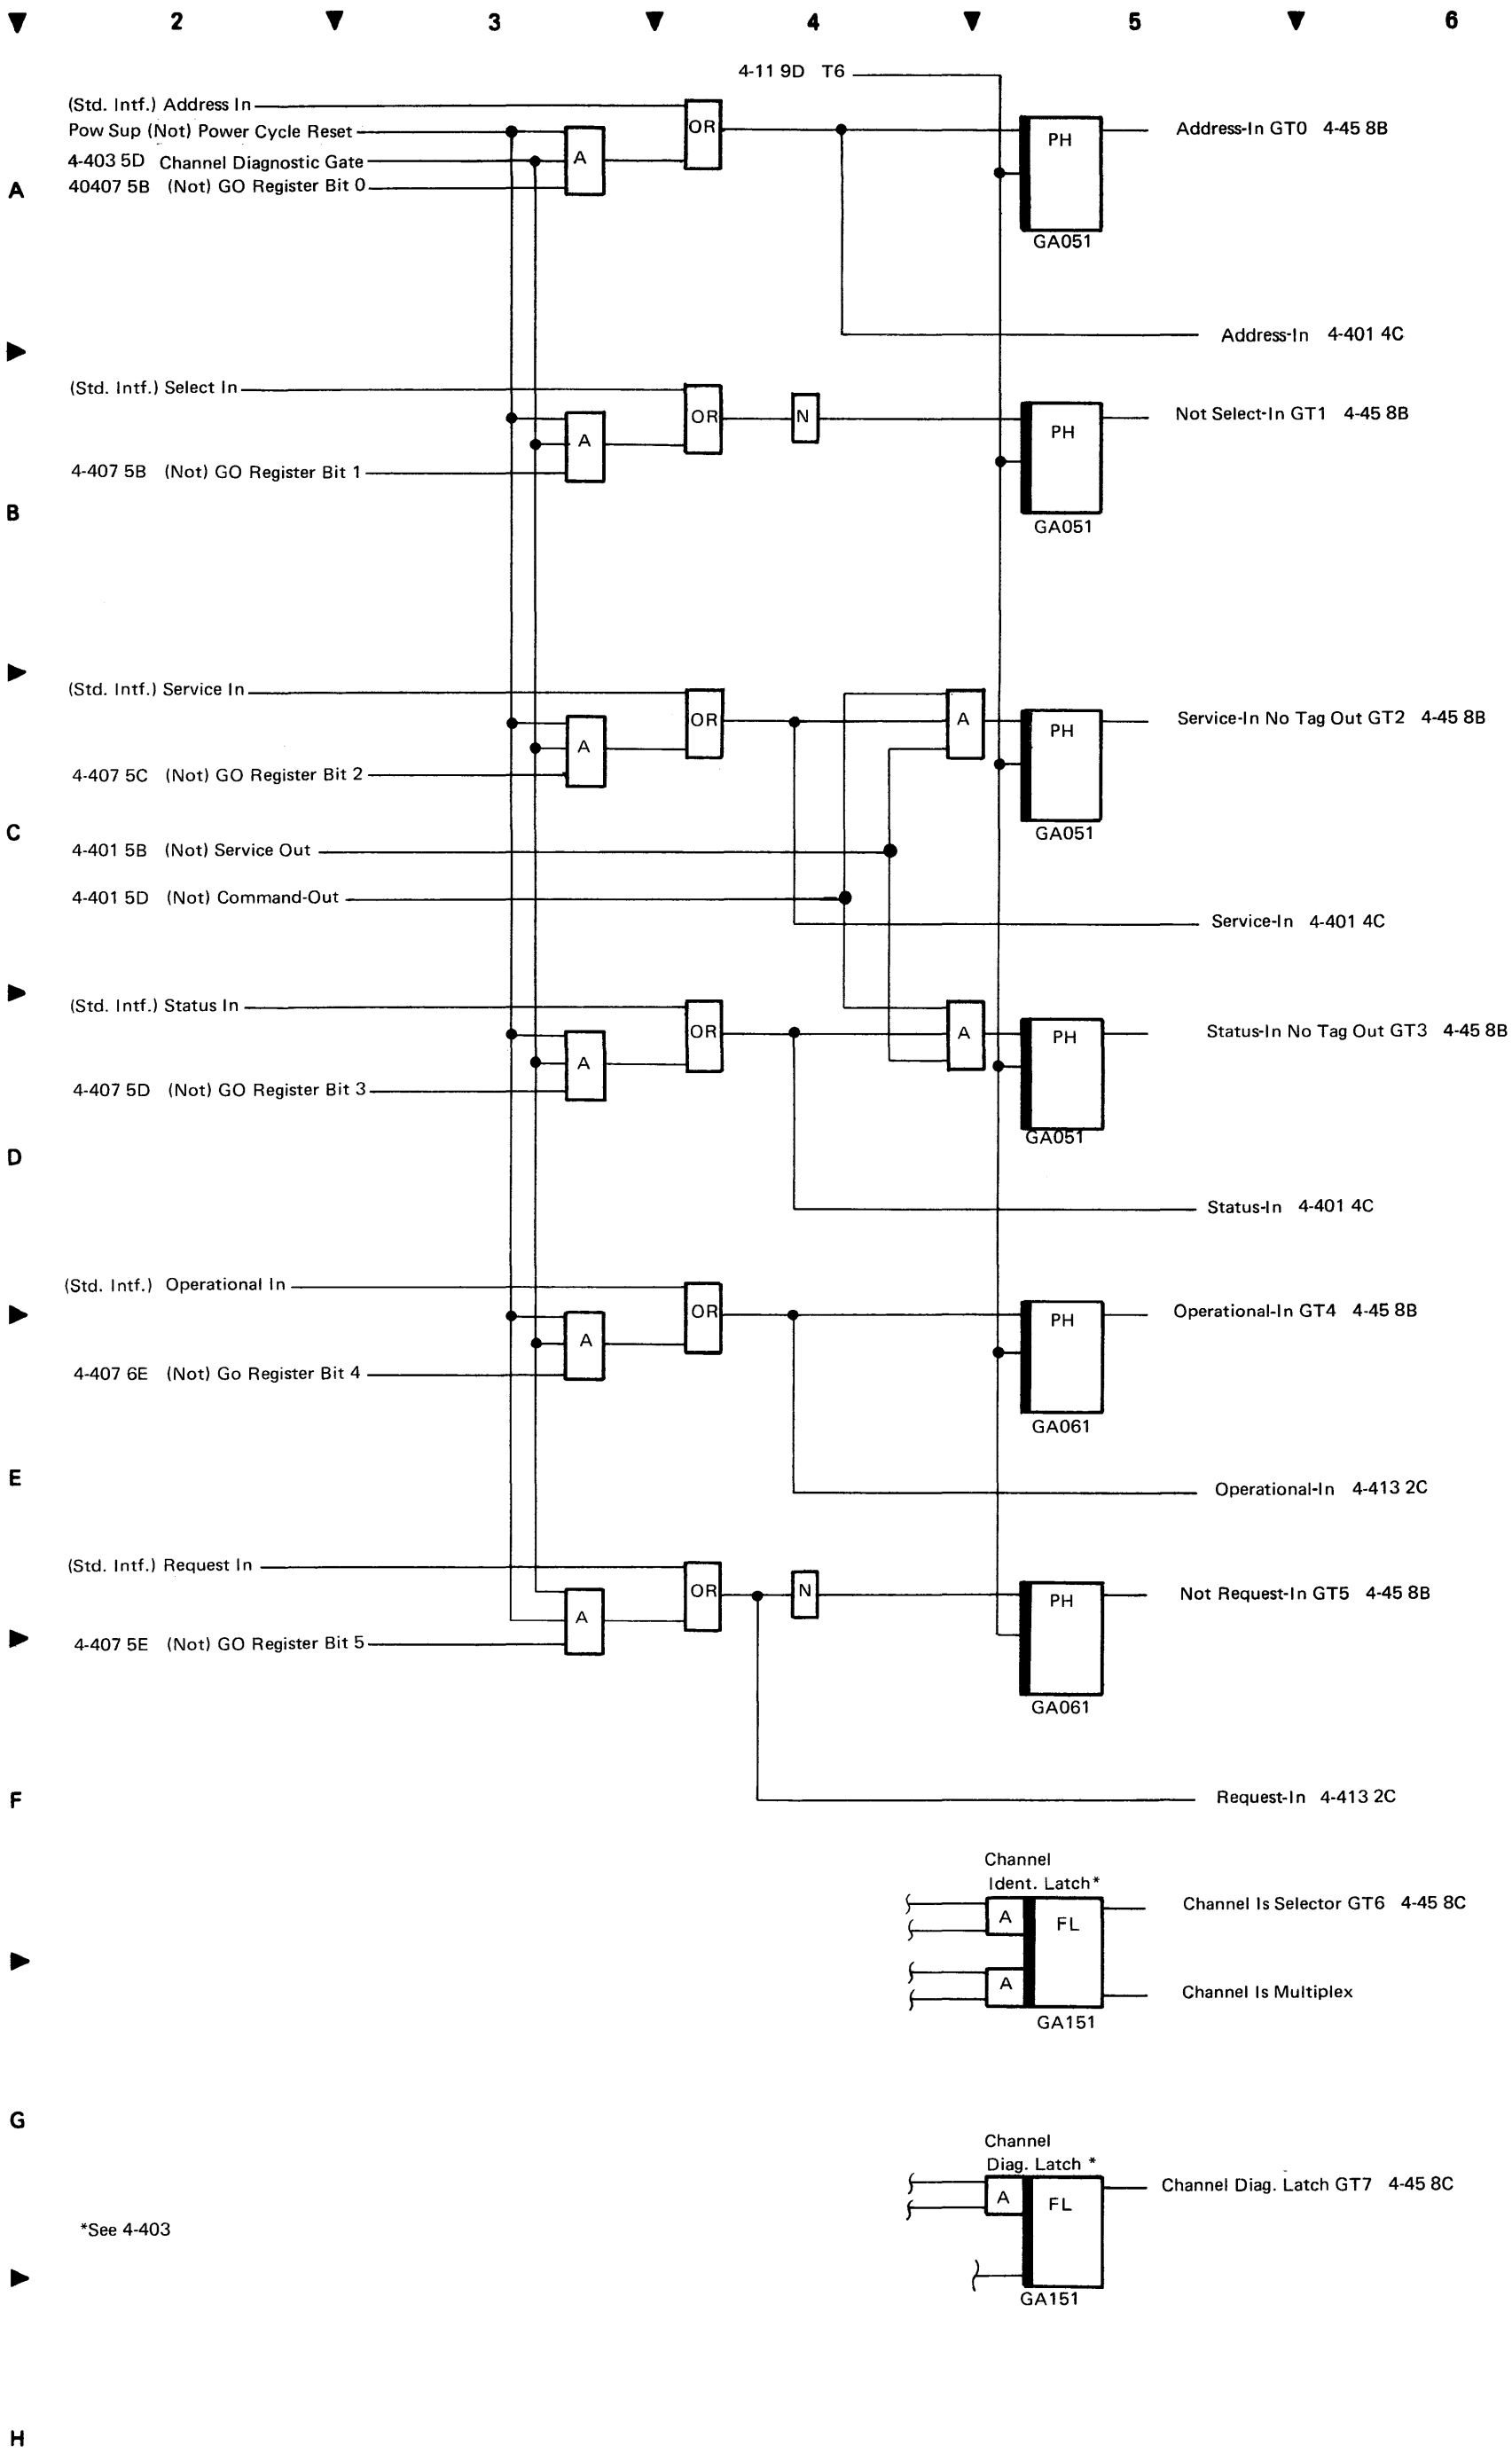 2 3 4 5 6
4-11 9D T6
(Std. Intf.) Address In
OR
Pow Sup (Not) Power Cycle Reset
PH
Address-In GT0 4-45 8B
4-403 5D Channel Diagnostic Gate
A
A
40407 5B (Not) GO Register Bit 0
GA051
Address-In 4-401 4C
(Std. Intf.) Select In
OR
N
PH
Not Select-In GT1 4-45 8B
A
4-407 5B (Not) GO Register Bit 1
B
GA051
(Std. Intf.) Service In
OR
A
PH
Service-In No Tag Out GT2 4-45 8B
A
4-407 5C (Not) GO Register Bit 2
C
GA051
4-401 5B (Not) Service Out
4-401 5D (Not) Command-Out
Service-In 4-401 4C
(Std. Intf.) Status In
OR
A
PH
Status-In No Tag Out GT3 4-45 8B
A
4-407 5D (Not) GO Register Bit 3
GA051
D
Status-In 4-401 4C
(Std. Intf.) Operational In
OR
PH
Operational-In GT4 4-45 8B
A
4-407 6E (Not) Go Register Bit 4
GA061
E
Operational-In 4-413 2C
(Std. Intf.) Request In
OR
N
PH
Not Request-In GT5 4-45 8B
A
4-407 5E (Not) GO Register Bit 5
GA061
F
Request-In 4-413 2C
Channel
Ident. Latch*
A
FL
Channel Is Selector GT6 4-45 8C
A
Channel Is Multiplex
GA151
G
Channel
Diag. Latch *
A
FL
Channel Diag. Latch GT7 4-45 8C
*See 4-403
GA151
H